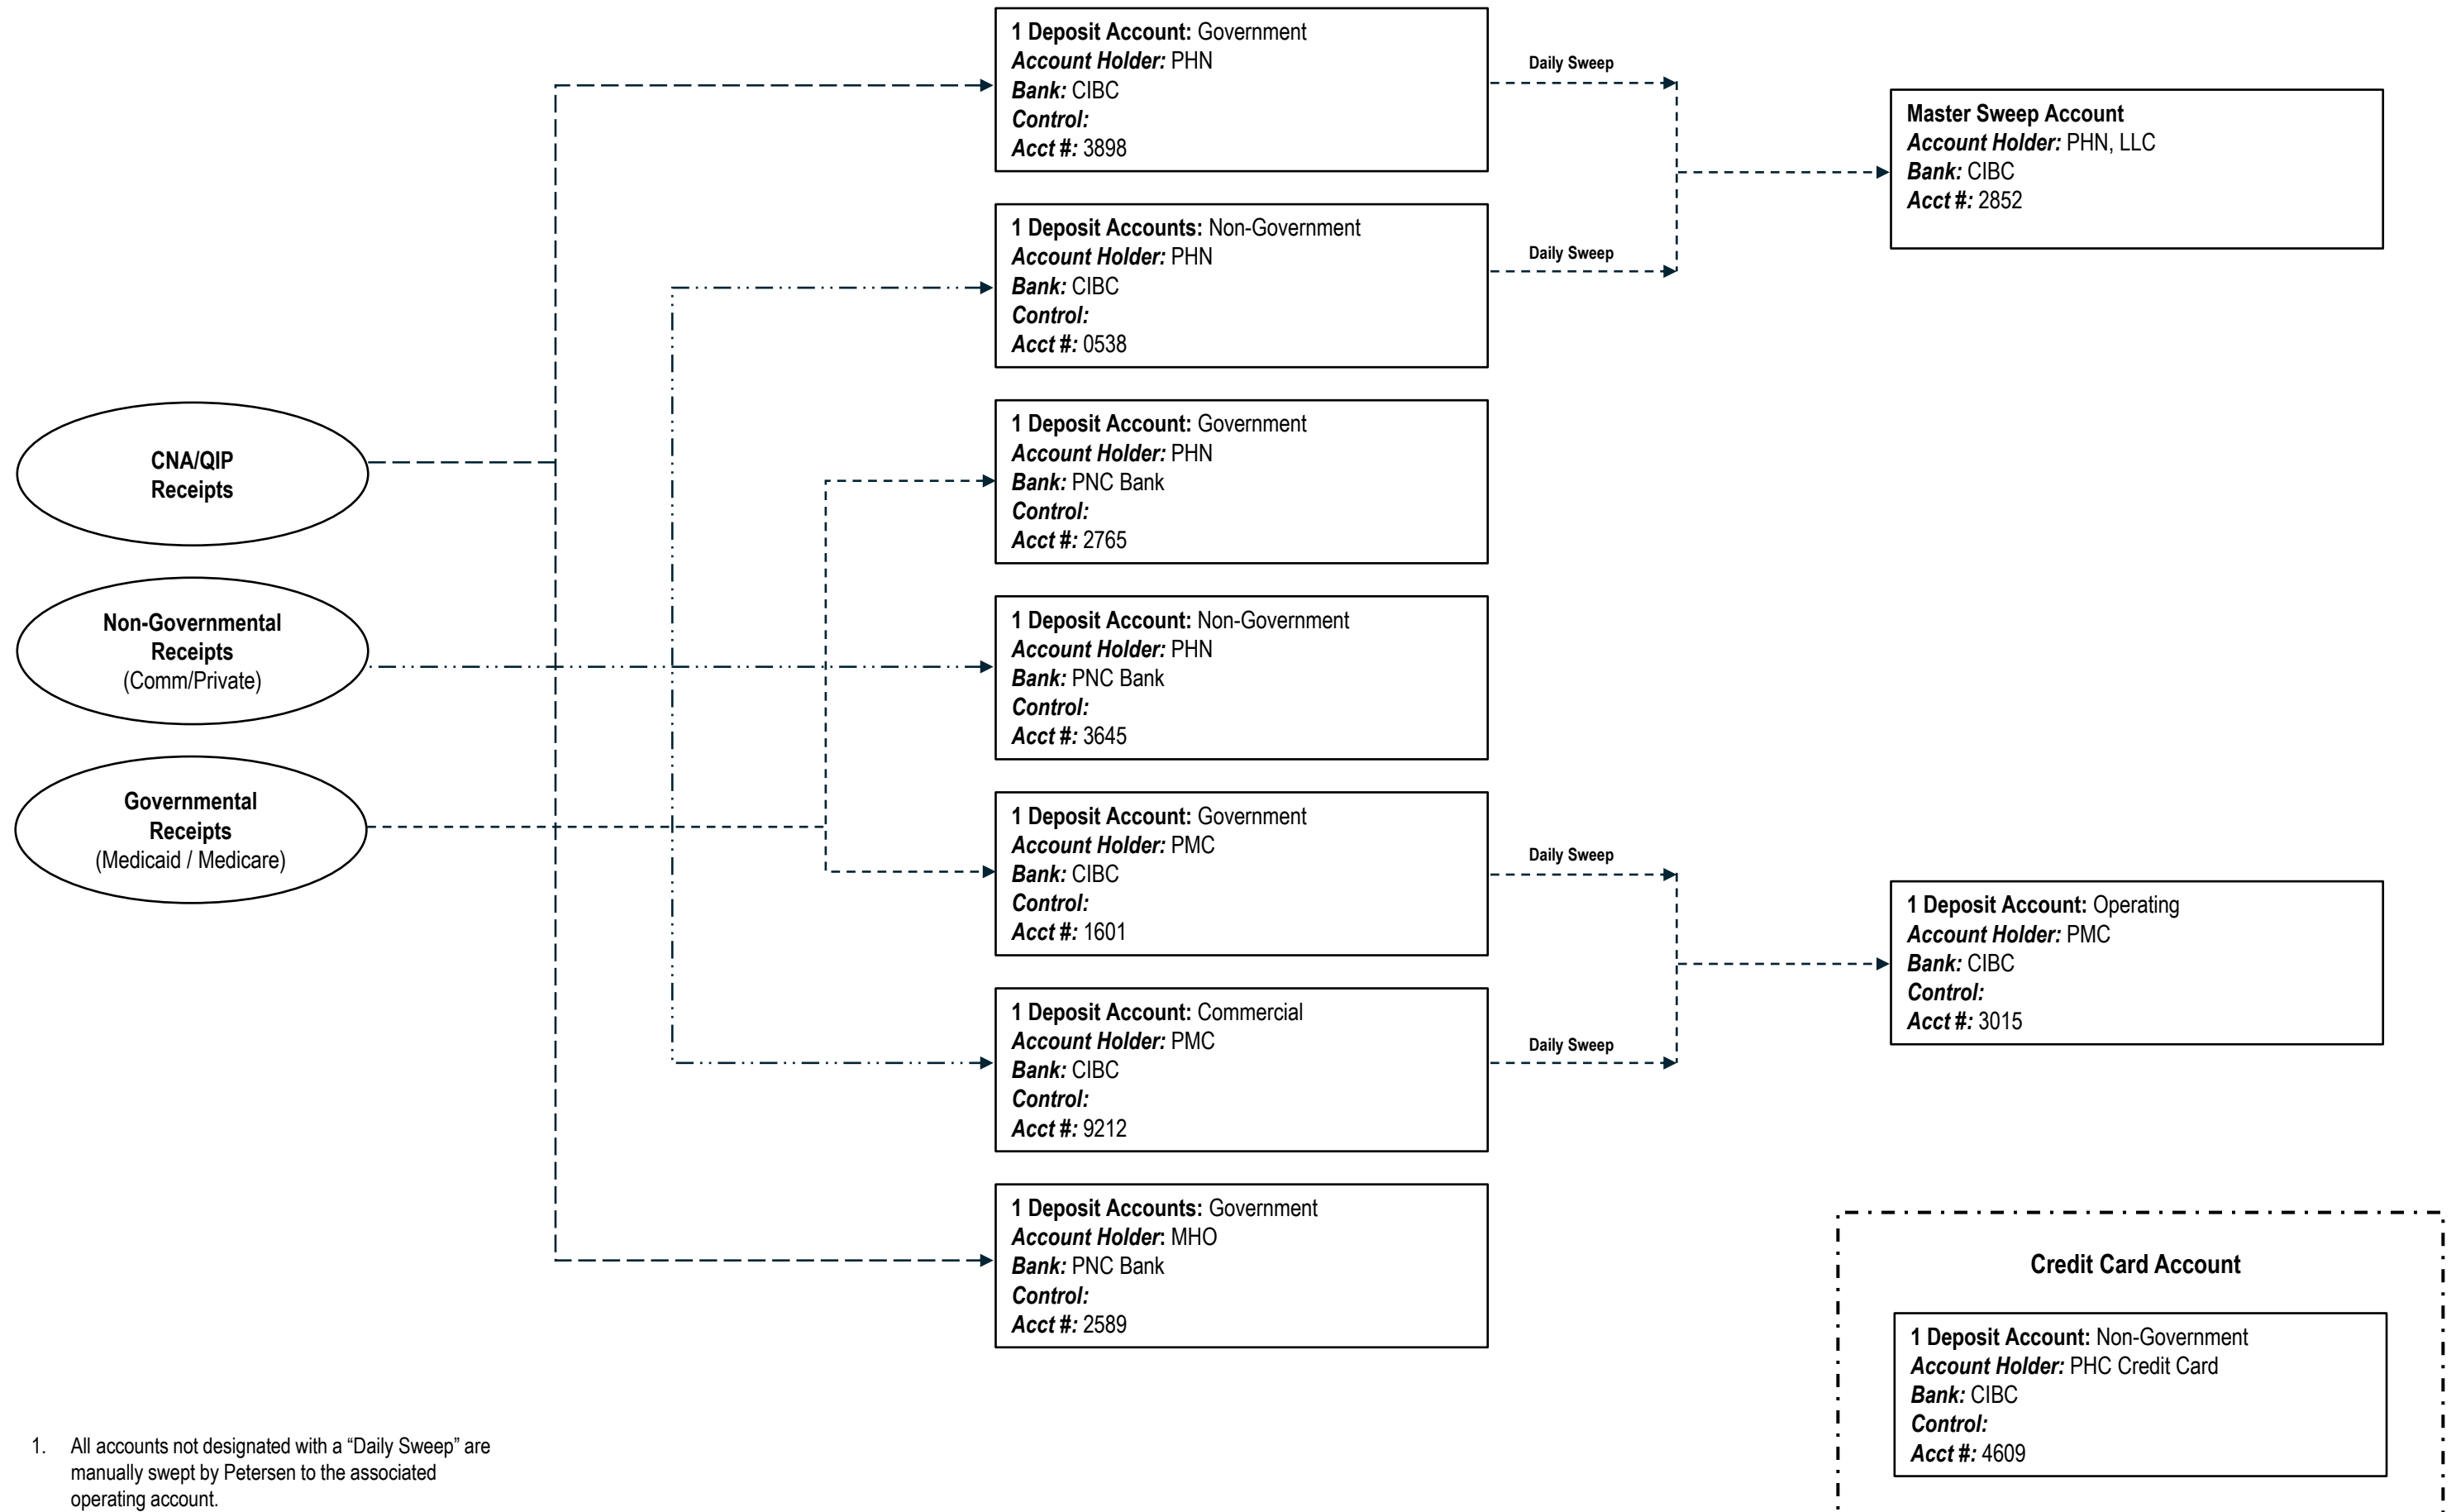 CNA/QIP
Receipts
Non-Governmental
Receipts
(Comm/Private)
Governmental
Receipts
(Medicaid / Medicare)
1 Deposit Account: Government
Account Holder: PHN
Bank: CIBC
Control:
Acct #: 3898
1 Deposit Accounts: Non-Government
Account Holder: PHN
Bank: CIBC
Control:
Acct #: 0538
1 Deposit Account: Government
Account Holder: PHN
Bank: PNC Bank
Control:
Acct #: 2765
1 Deposit Account: Non-Government
Account Holder: PHN
Bank: PNC Bank
Control:
Acct #: 3645
1 Deposit Account: Government
Account Holder: PMC
Bank: CIBC
Control:
Acct #: 1601
1 Deposit Account: Commercial
Account Holder: PMC
Bank: CIBC
Control:
Acct #: 9212
1 Deposit Accounts: Government
Account Holder: MHO
Bank: PNC Bank
Control:
Acct #: 2589
Daily Sweep
Daily Sweep
Daily Sweep
Daily Sweep
Master Sweep Account
Account Holder: PHN, LLC
Bank: CIBC
Acct #: 2852
1 Deposit Account: Operating
Account Holder: PMC
Bank: CIBC
Control:
Acct #: 3015
Credit Card Account
1 Deposit Account: Non-Government
Account Holder: PHC Credit Card
Bank: CIBC
Control:
Acct #: 4609
1. All accounts not designated with a “Daily Sweep” are
manually swept by Petersen to the associated
operating account.